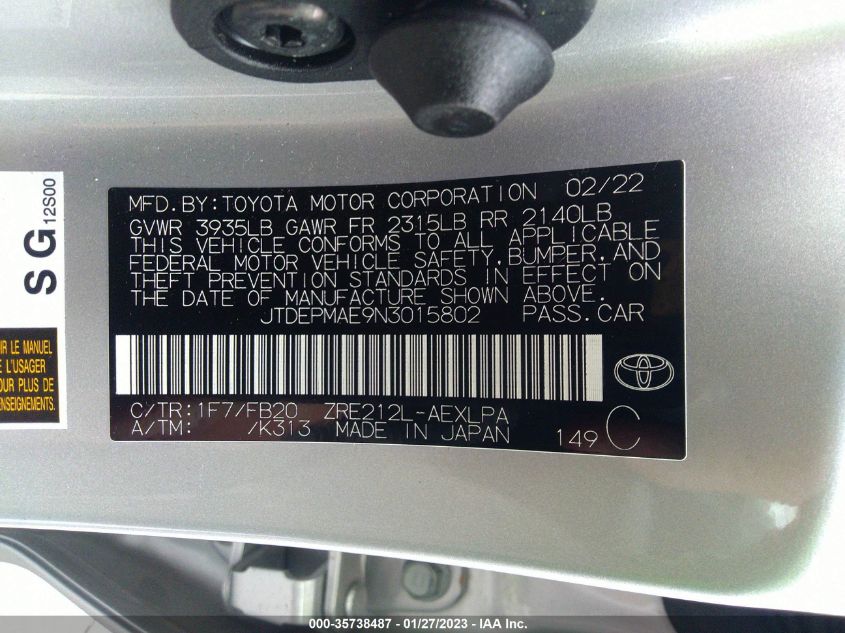 MFD.BY:TOYOTA MOTOR CORPORATION 02/22
GVWR 3935LB GAWR FR 2315LB RR 2140LB
THIS VEHICLE CONFORMS TO ALL APPLICABLE
FEDERAL MOTOR VEHICLE SAFETY,BUMPER,AND
THEFT PREVENTION STANDARDS IN EFFECT ON
THE DATE OF MANUFACTURE SHOWN ABOVE.
JTDEPMAE9N3015802 PASS.CAR
C/TR:1F7/FB20 ZRE212L-AEXLPA
A/TM: /K313 MADE IN JAPAN 149 C
SG 12S00
IR LE MANUEL
L'USAGER
POUR PLUS DE
NSEIGNEMENTS.
000-35738487 - 01/27/2023 - IAA Inc.